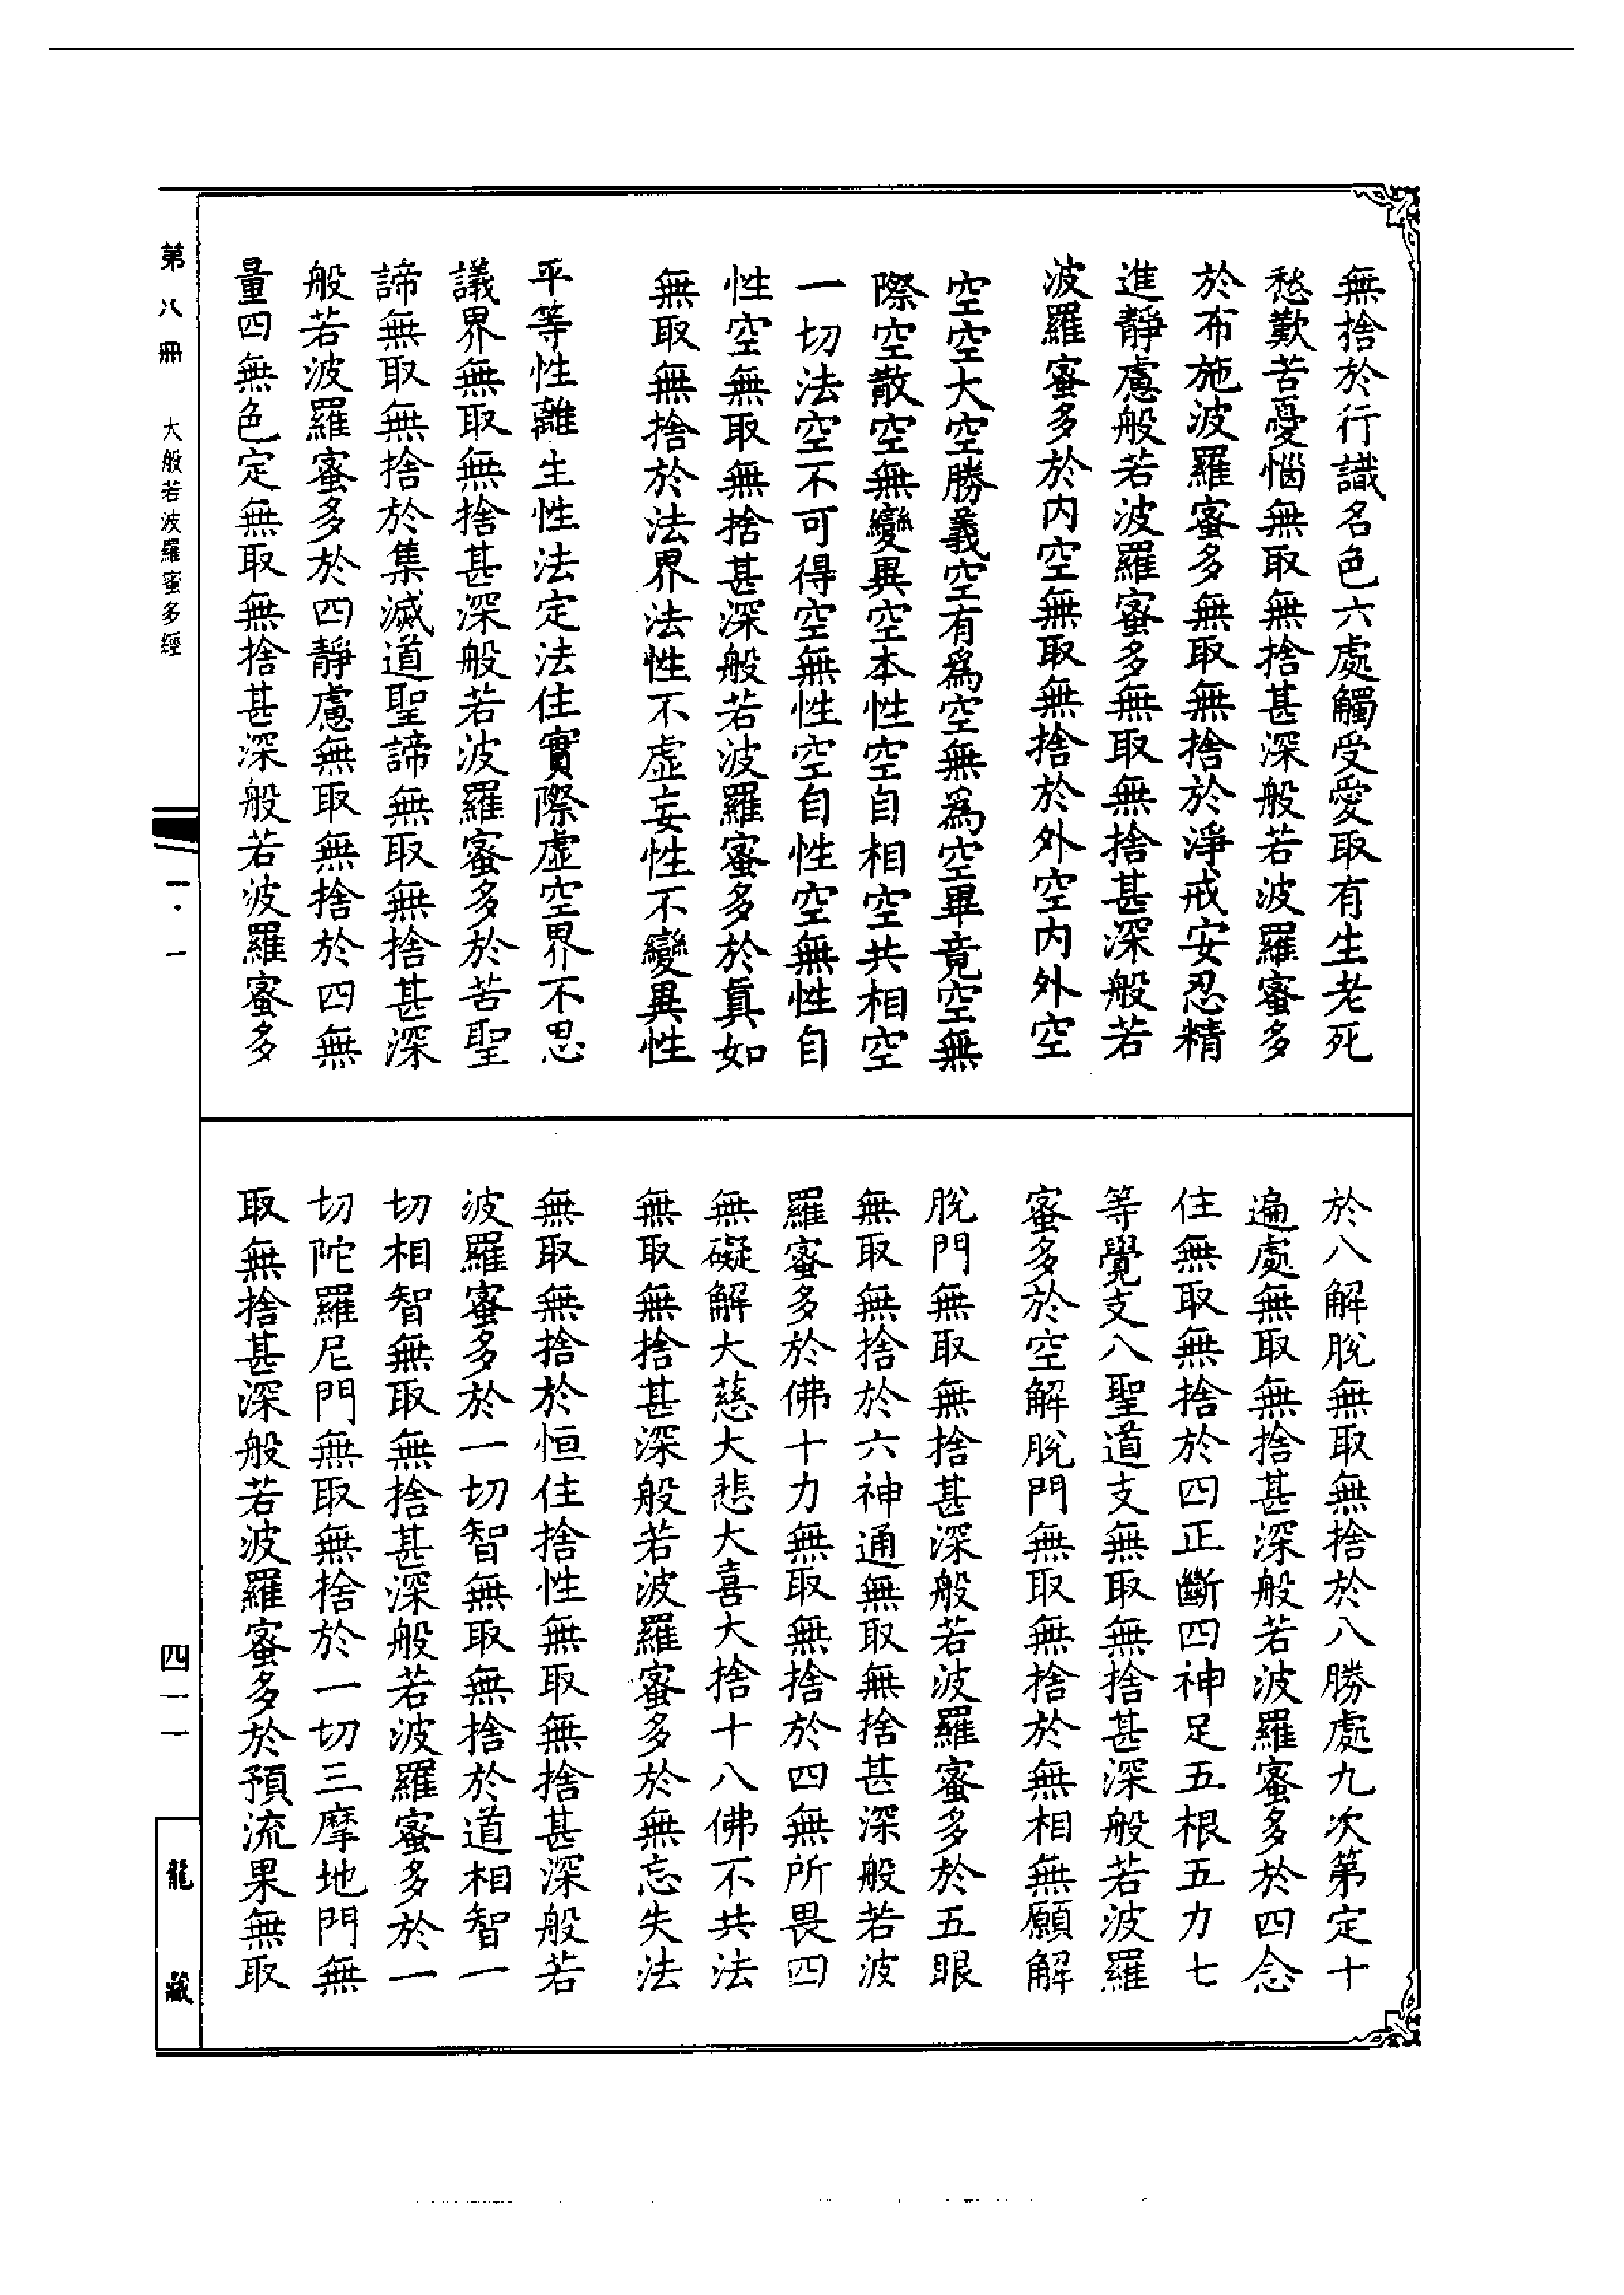 無捨於行識名色六處觸受愛取有生老死
愁歎苦憂惱無取無捨甚深般若波羅蜜多
於布施波羅蜜多無取無捨於淨戒安忍精
進靜慮般若波羅蜜多無取無捨甚深般若
波羅蜜多於内空無取無捨於外空内外空
空空大空勝義空有為空無為空畢竟空無
際空散空無變異空本性空自相空共相空
一切法空不可得空無性空自性空無性自
性空無取無捨甚深般若波羅蜜多於眞如
無取無捨於法界法性不虛妄性不變異性
平等性離生性法定法住實際虛空界不思
議界無取無捨甚深般若波羅蜜多於苦聖
諦無取無捨於集滅道聖諦無取無捨甚深
般若波羅蜜多於四靜慮無取無捨於四無
量四無色定無取無捨甚深般若波羅蜜多
於八解脫無取無捨於八勝處九次第定十
遍處無取無捨甚深般若波羅蜜多於四念
住無取無捨於四正斷四神足五根五力七
等覺支八聖道支無取無捨甚深般若波羅
蜜多於空解脫門無取無捨於無相無願解
脫門無取無捨甚深般若波羅蜜多於五眼
無取無捨於六神通無取無捨甚深般若波
羅蜜多於佛十力無取無捨於四無所畏四
無礙解大慈大悲大喜大捨十八佛不共法
無取無捨甚深般若波羅蜜多於無忘失法
無取無捨於恒住捨性無取無捨甚深般若
波羅蜜多於一切智無取無捨於道相智一
切相智無取無捨甚深般若波羅蜜多於一
切陀羅尼門無取無捨於一切三摩地門無
取無捨甚深般若波羅蜜多於預流果無取
第八冊 大般若波羅蜜多經 一·一 四一一 龍藏